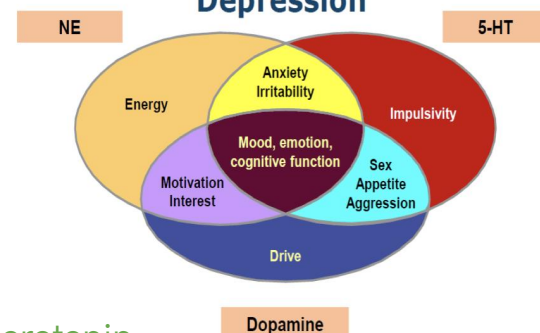 Depression
NE
5-HT
Anxiety
Irritability
Energy
Impulsivity
Mood, emotion,
cognitive function
Motivation
Interest
Sex
Appetite
Aggression
Drive
Dopamine